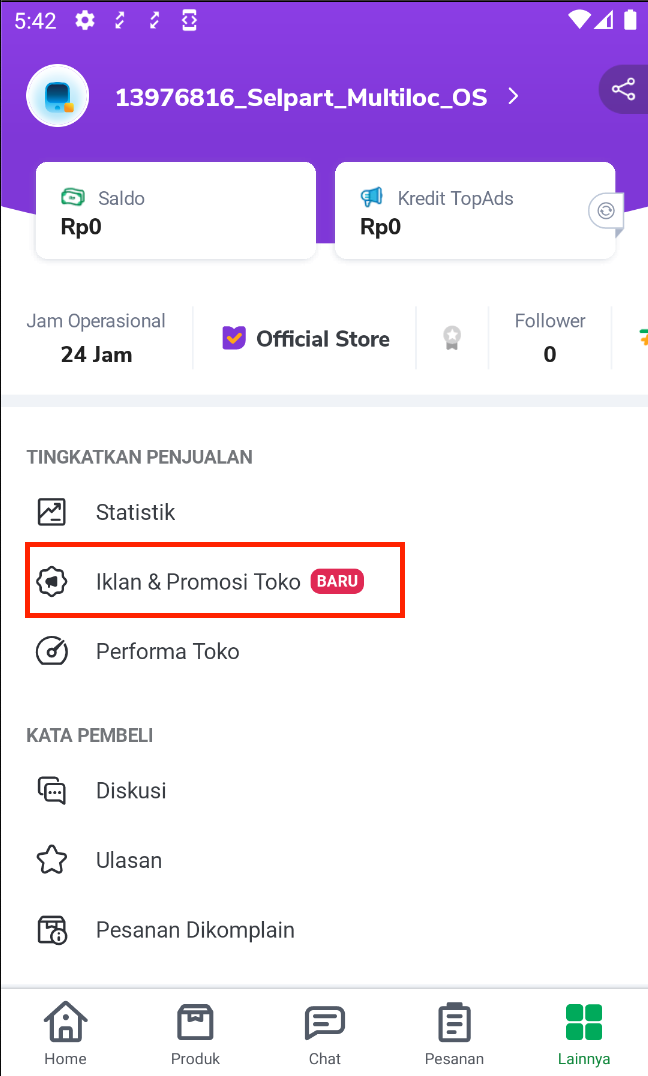 5:42
13976816_Selpart_Multiloc_OS
Saldo
Rp0
Kredit TopAds
Rp0
Jam Operasional
24 Jam
Official Store
Follower
0
TINGKATKAN PENJUALAN
Statistik
Iklan & Promosi Toko BARU
Performa Toko
KATA PEMBELI
Diskusi
Ulasan
Pesanan Dikomplain
Home
Produk
Chat
Pesanan
Lainnya